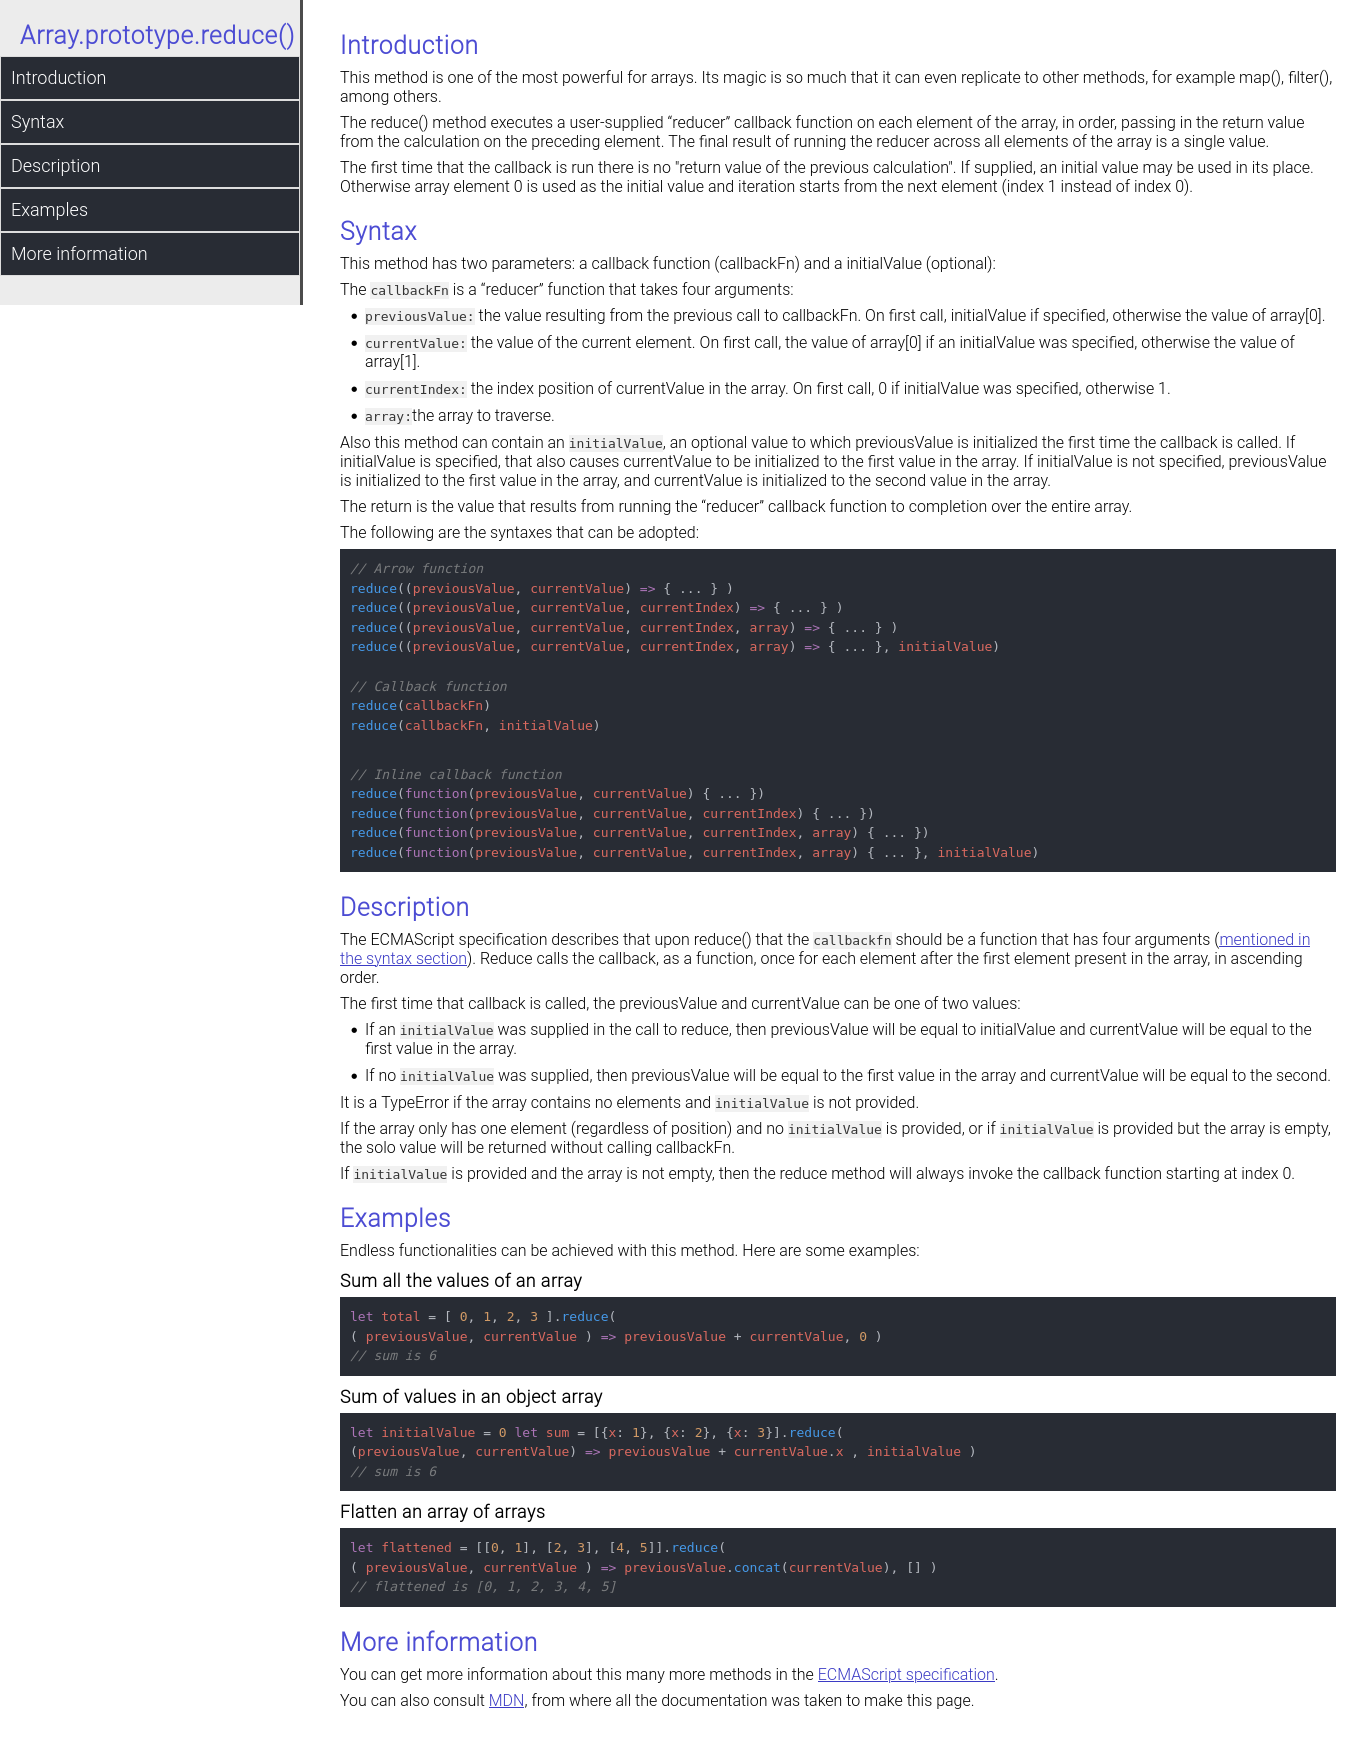 Array.prototype.reduce()
Introduction
Syntax
Description
Examples
More information
Introduction
This method is one of the most powerful for arrays. Its magic is so much that it can even replicate to other methods, for example map(), filter(),
among others.
The reduce() method executes a user-supplied “reducer” callback function on each element of the array, in order, passing in the return value
from the calculation on the preceding element. The final result of running the reducer across all elements of the array is a single value.
The first time that the callback is run there is no "return value of the previous calculation". If supplied, an initial value may be used in its place.
Otherwise array element 0 is used as the initial value and iteration starts from the next element (index 1 instead of index 0).
Syntax
This method has two parameters: a callback function (callbackFn) and a initialValue (optional):
The callbackFn is a “reducer” function that takes four arguments:
• previousValue: the value resulting from the previous call to callbackFn. On first call, initialValue if specified, otherwise the value of array[0].
• currentValue: the value of the current element. On first call, the value of array[0] if an initialValue was specified, otherwise the value of
array[1].
• currentIndex: the index position of currentValue in the array. On first call, 0 if initialValue was specified, otherwise 1.
• array:the array to traverse.
Also this method can contain an initialValue, an optional value to which previousValue is initialized the first time the callback is called. If
initialValue is specified, that also causes currentValue to be initialized to the first value in the array. If initialValue is not specified, previousValue
is initialized to the first value in the array, and currentValue is initialized to the second value in the array.
The return is the value that results from running the “reducer” callback function to completion over the entire array.
The following are the syntaxes that can be adopted:
// Arrow function
reduce((previousValue, currentValue) => { ... } )
reduce((previousValue, currentValue, currentIndex) => { ... } )
reduce((previousValue, currentValue, currentIndex, array) => { ... } )
reduce((previousValue, currentValue, currentIndex, array) => { ... }, initialValue)
// Callback function
reduce(callbackFn)
reduce(callbackFn, initialValue)
// Inline callback function
reduce(function(previousValue, currentValue) { ... })
reduce(function(previousValue, currentValue, currentIndex) { ... })
reduce(function(previousValue, currentValue, currentIndex, array) { ... })
reduce(function(previousValue, currentValue, currentIndex, array) { ... }, initialValue)
Description
The ECMAScript specification describes that upon reduce() that the callbackfn should be a function that has four arguments (mentioned in
the syntax section). Reduce calls the callback, as a function, once for each element after the first element present in the array, in ascending
order.
The first time that callback is called, the previousValue and currentValue can be one of two values:
• If an initialValue was supplied in the call to reduce, then previousValue will be equal to initialValue and currentValue will be equal to the
first value in the array.
• If no initialValue was supplied, then previousValue will be equal to the first value in the array and currentValue will be equal to the second.
It is a TypeError if the array contains no elements and initialValue is not provided.
If the array only has one element (regardless of position) and no initialValue is provided, or if initialValue is provided but the array is empty,
the solo value will be returned without calling callbackFn.
If initialValue is provided and the array is not empty, then the reduce method will always invoke the callback function starting at index 0.
Examples
Endless functionalities can be achieved with this method. Here are some examples:
Sum all the values of an array
let total = [ 0, 1, 2, 3 ].reduce(
( previousValue, currentValue ) => previousValue + currentValue, 0 )
// sum is 6
Sum of values in an object array
let initialValue = 0 let sum = [{x: 1}, {x: 2}, {x: 3}].reduce(
(previousValue, currentValue) => previousValue + currentValue.x , initialValue )
// sum is 6
Flatten an array of arrays
let flattened = [[0, 1], [2, 3], [4, 5]].reduce(
( previousValue, currentValue ) => previousValue.concat(currentValue), [] )
// flattened is [0, 1, 2, 3, 4, 5]
More information
You can get more information about this many more methods in the ECMAScript specification.
You can also consult MDN, from where all the documentation was taken to make this page.